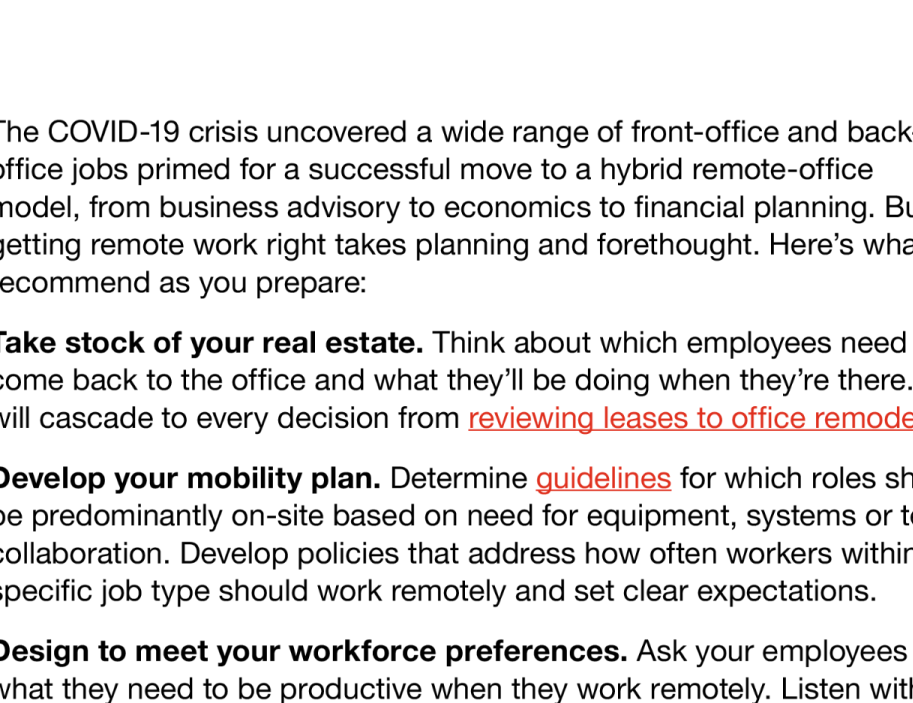 The COVID-19 crisis uncovered a wide range of front-office and back-
office jobs primed for a successful move to a hybrid remote-office
model, from business advisory to economics to financial planning. Bu
getting remote work right takes planning and forethought. Here’s wha
recommend as you prepare:
Take stock of your real estate. Think about which employees need
come back to the office and what they’ll be doing when they’re there.
will cascade to every decision from reviewing leases to office remode
Develop your mobility plan. Determine guidelines for which roles sh
be predominantly on-site based on need for equipment, systems or t
collaboration. Develop policies that address how often workers within
specific job type should work remotely and set clear expectations.
Design to meet your workforce preferences. Ask your employees
what they need to be productive when they work remotely. Listen with